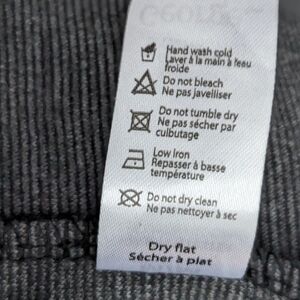 George
Hand wash cold
Laver à la main à l'eau
froide
Do not bleach
Ne pas javelliser
Do not tumble dry
Ne pas sécher par
culbutage
Low Iron
Repasser à basse
température
Do not dry clean
Ne pas nettoyer à sec
Dry flat
Sécher à plat